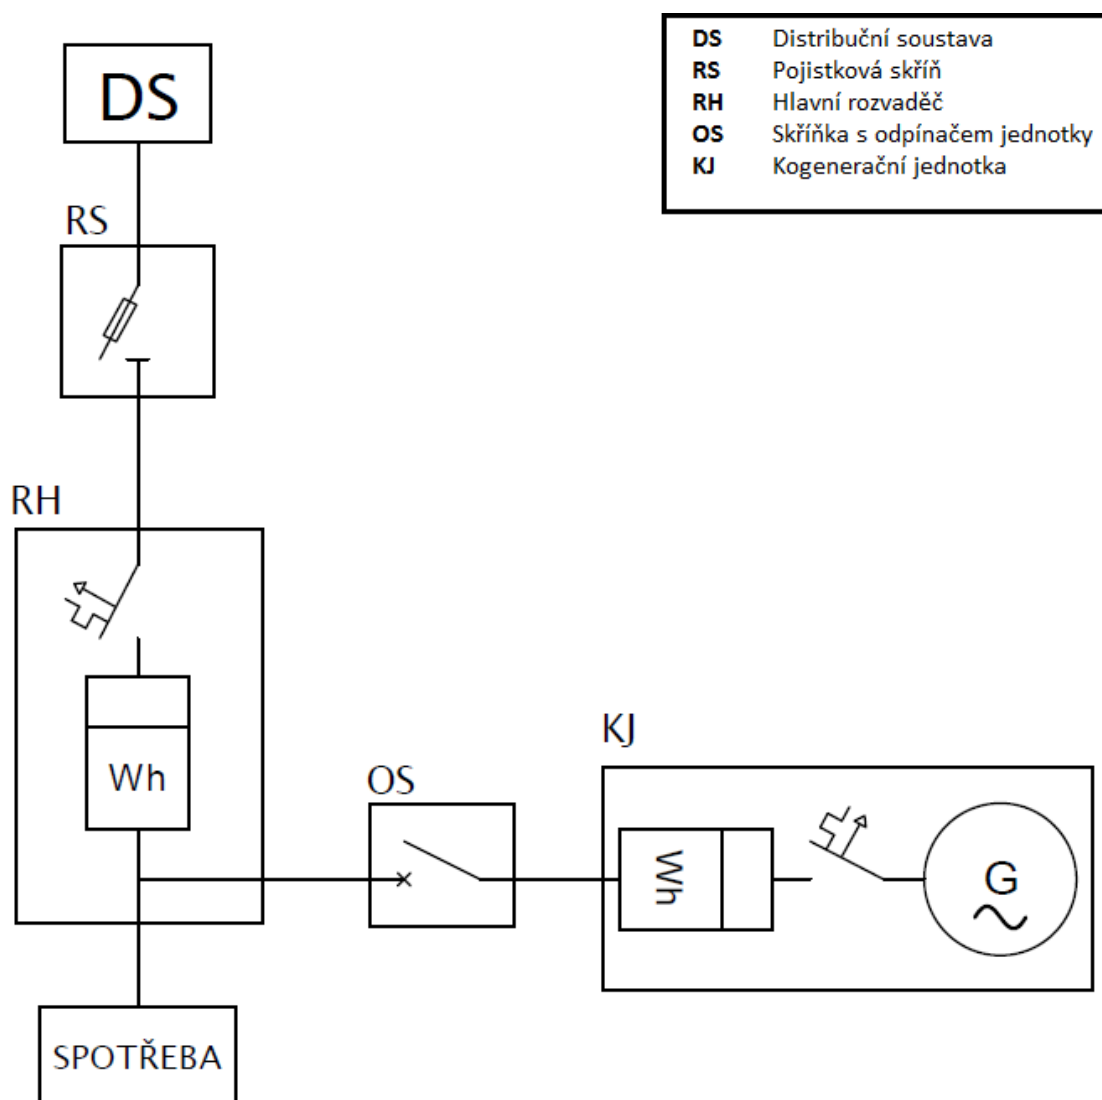 DS
DS Distribuční soustava
RS Pojistková skříň
RH Hlavní rozvaděč
OS Skříňka s odpínačem jednotky
KJ Kogenerační jednotka
RS
RH
Wh
OS
KJ
Wh
G
SPOTŘEBA